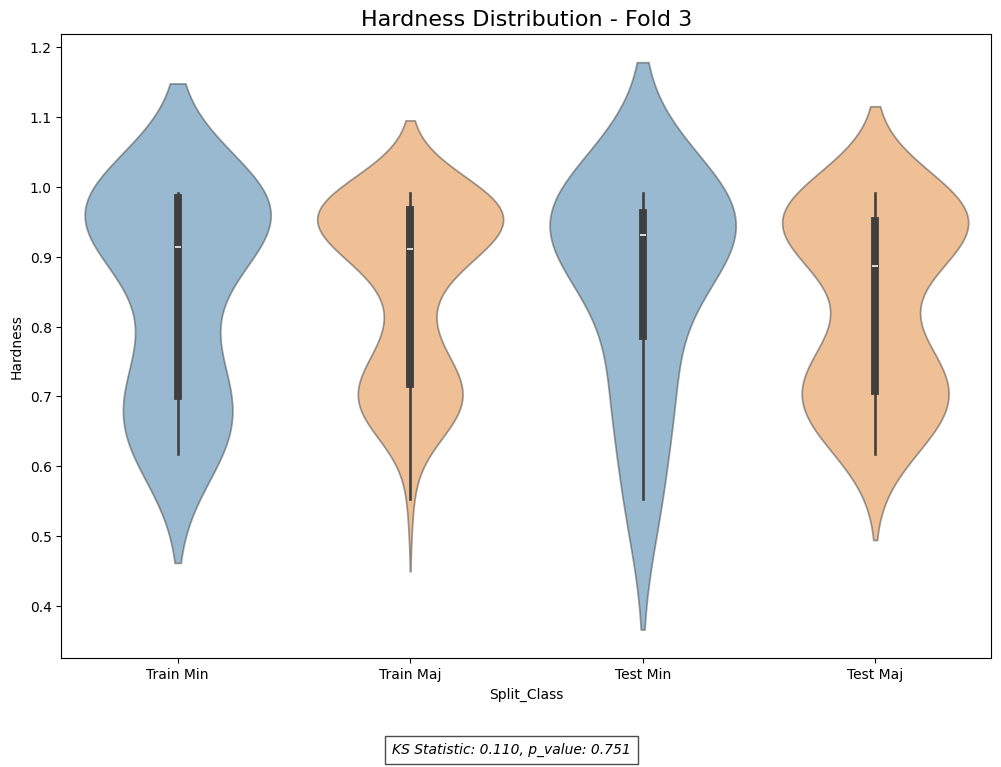 Hardness Distribution - Fold 3
1.2
1.1
1.0
0.9
0.8
0.7
0.6
0.5
0.4
Hardness
Train Min
Train Maj
Test Min
Test Maj
Split_Class
KS Statistic: 0.110, p_value: 0.751